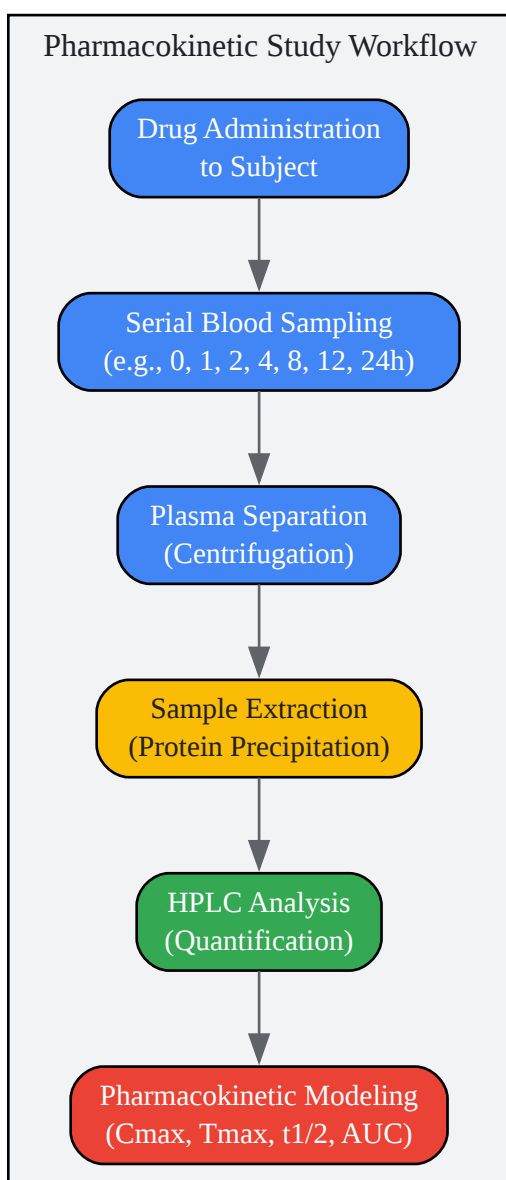 Pharmacokinetic Study Workflow
Drug Administration
to Subject
Serial Blood Sampling
(e.g., 0, 1, 2, 4, 8, 12, 24h)
Plasma Separation
(Centrifugation)
Sample Extraction
(Protein Precipitation)
HPLC Analysis
(Quantification)
Pharmacokinetic Modeling
(Cmax, Tmax, t1/2, AUC)